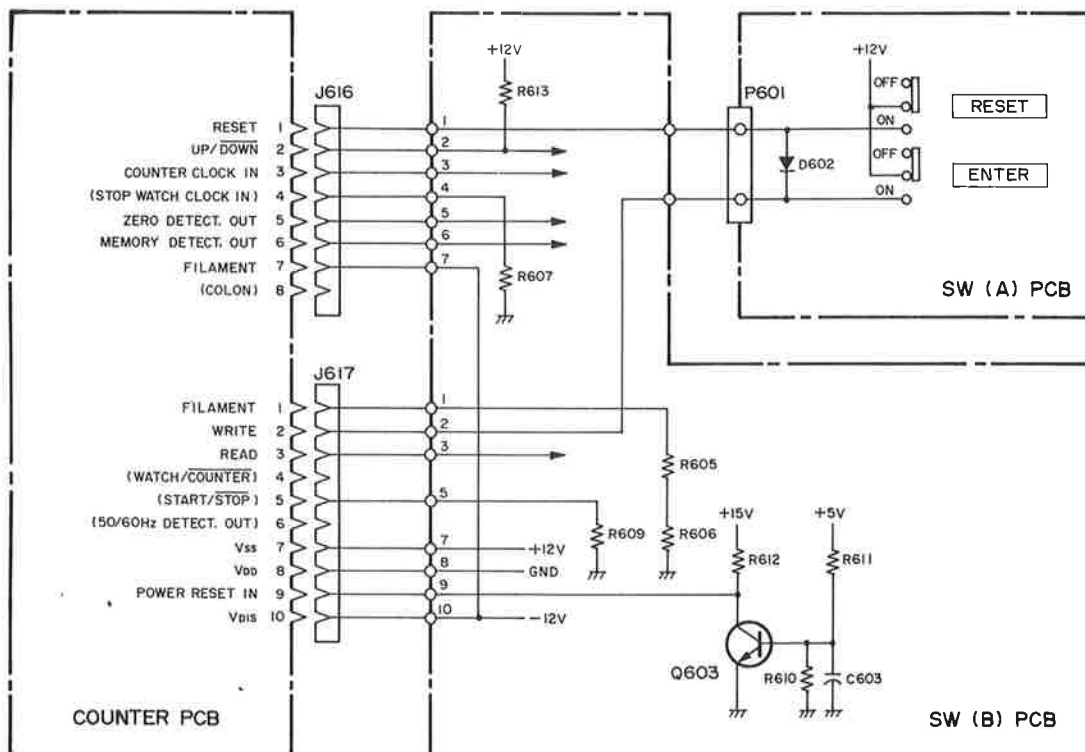 +12V
R613
J616
RESET 1
UP/DOWN 2
COUNTER CLOCK IN 3
(STOP WATCH CLOCK IN) 4
ZERO DETECT. OUT 5
MEMORY DETECT. OUT 6
FILAMENT 7
(COLON) 8
1
2
3
4
5
6
7
R607
P601
D602
+12V
OFF
ON
RESET
OFF
ON
ENTER
SW (A) PCB
J617
FILAMENT 1
WRITE 2
READ 3
(WATCH/COUNTER) 4
(START/STOP) 5
(50/60Hz DETECT. OUT) 6
Vss 7
VDD 8
POWER RESET IN 9
VDIS 10
1
2
3
5
7
8
9
10
+12V
GND
-12V
R605
R606
R609
+15V
R612
+5V
R611
Q603
R610
C603
COUNTER PCB
SW (B) PCB